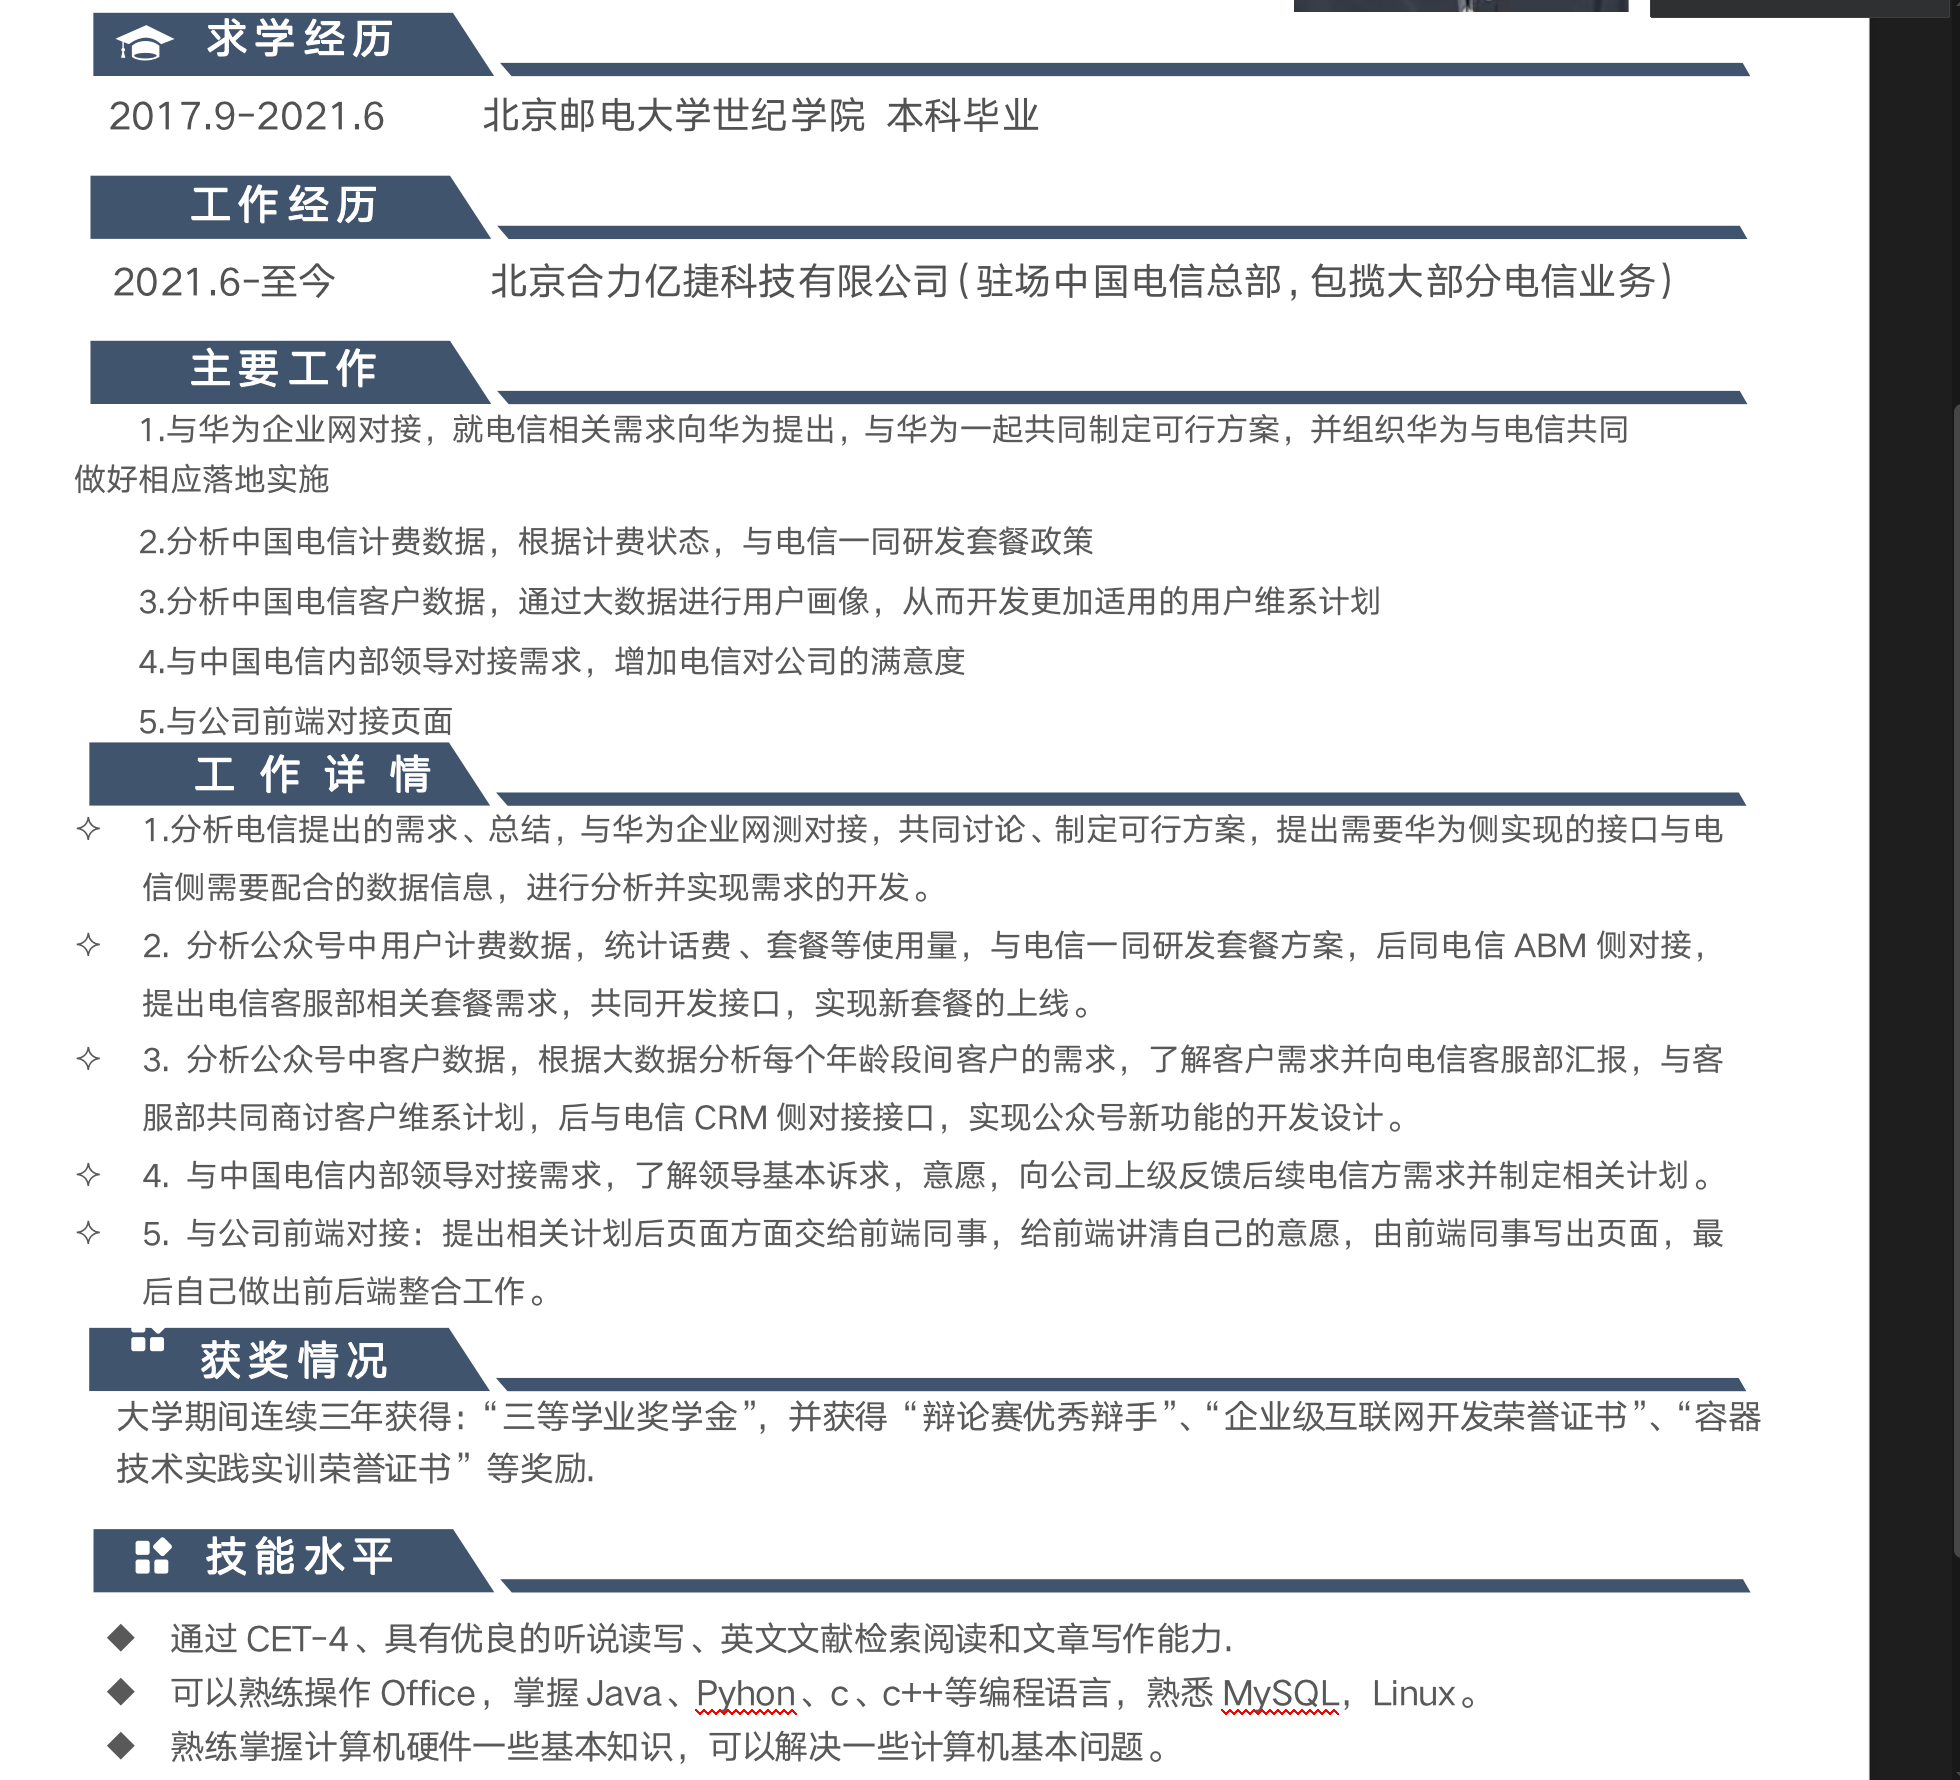 求学经历
2017.9-2021.6 北京邮电大学世纪学院 本科毕业
工作经历
2021.6-至今 北京合力亿捷科技有限公司(驻场中国电信总部,包揽大部分电信业务)
主要工作
1.与华为企业网对接，就电信相关需求向华为提出，与华为一起共同制定可行方案，并组织华为与电信共同
做好相应落地实施
2.分析中国电信计费数据，根据计费状态，与电信一同研发套餐政策
3.分析中国电信客户数据，通过大数据进行用户画像，从而开发更加适用的用户维系计划
4.与中国电信内部领导对接需求，增加电信对公司的满意度
5.与公司前端对接页面
工作详情
1.分析电信提出的需求、总结，与华为企业网测对接，共同讨论、制定可行方案，提出需要华为侧实现的接口与电
信侧需要配合的数据信息，进行分析并实现需求的开发。
2. 分析公众号中用户计费数据，统计话费、套餐等使用量，与电信一同研发套餐方案，后同电信 ABM 侧对接，
提出电信客服部相关套餐需求，共同开发接口，实现新套餐的上线。
3. 分析公众号中客户数据，根据大数据分析每个年龄段间客户的需求，了解客户需求并向电信客服部汇报，与客
服部共同商讨客户维系计划，后与电信 CRM 侧对接接口，实现公众号新功能的开发设计。
4. 与中国电信内部领导对接需求，了解领导基本诉求，意愿，向公司上级反馈后续电信方需求并制定相关计划。
5. 与公司前端对接：提出相关计划后页面方面交给前端同事，给前端讲清自己的意愿，由前端同事写出页面，最
后自己做出前后端整合工作。
获奖情况
大学期间连续三年获得：“三等学业奖学金”，并获得 “辩论赛优秀辩手”、“企业级互联网开发荣誉证书”、“容器
技术实践实训荣誉证书” 等奖励.
技能水平
通过 CET-4、具有优良的听说读写、英文文献检索阅读和文章写作能力.
可以熟练操作 Office，掌握 Java、Pyhon、c、c++等编程语言，熟悉 MySQL，Linux。
熟练掌握计算机硬件一些基本知识，可以解决一些计算机基本问题。